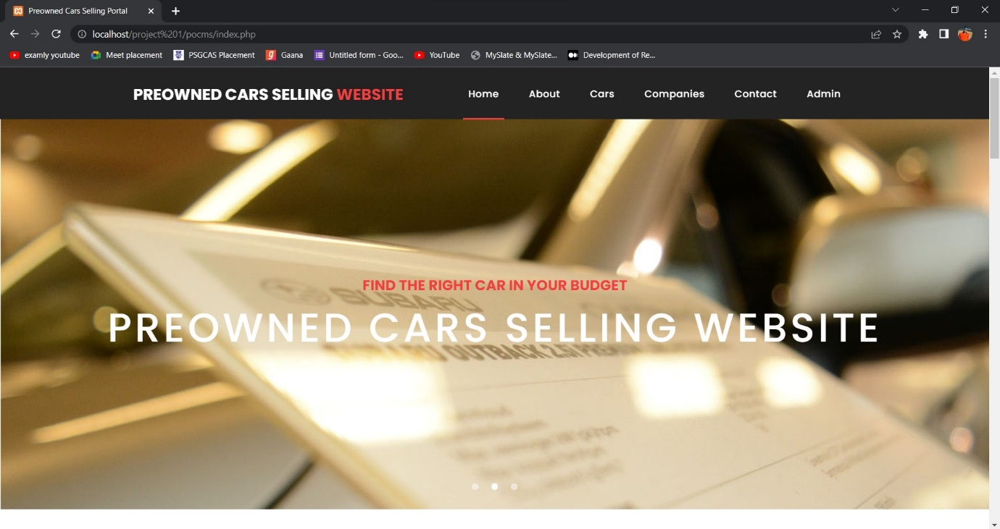 Preowned Cars Selling Portal
localhost/project%201/pocms/index.php
examly youtube Meet placement PSGCAS Placement Gaana Untitled form - Goo... YouTube MySlate & MySlate... Development of Re...
PREOWNED CARS SELLING WEBSITE Home About Cars Companies Contact Admin
FIND THE RIGHT CAR IN YOUR BUDGET
SUBARU
PREOWNED CARS SELLING WEBSITE
OUTBACK 2.5i